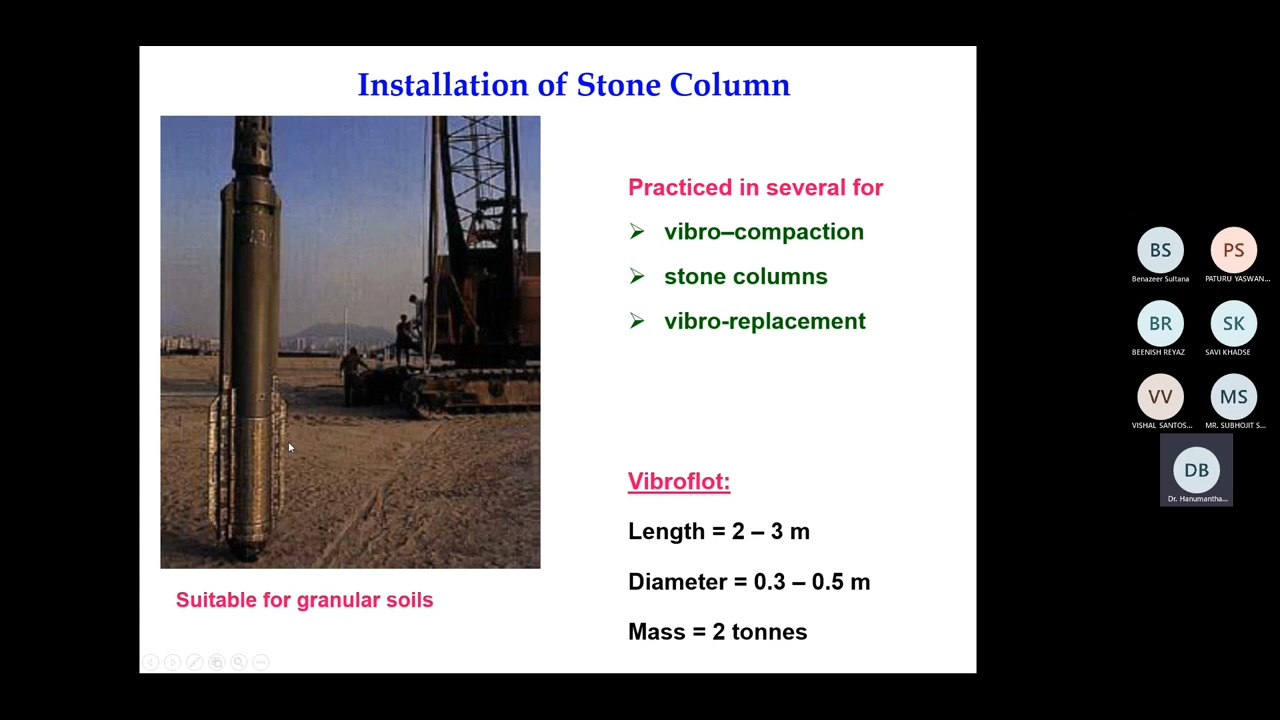 Installation of Stone Column
Practiced in several for
vibro–compaction
stone columns
vibro-replacement
Vibroflot:
Length = 2 – 3 m
Diameter = 0.3 – 0.5 m
Mass = 2 tonnes
Suitable for granular soils
BS
Benazeer Sultana
PS
PATURU YASWAN...
BR
BEENISH REYAZ
SK
SAVI KHADSE
VV
VISHAL SANTOS...
MS
MR. SUBHOJIT S...
DB
Dr. Hanumantha...